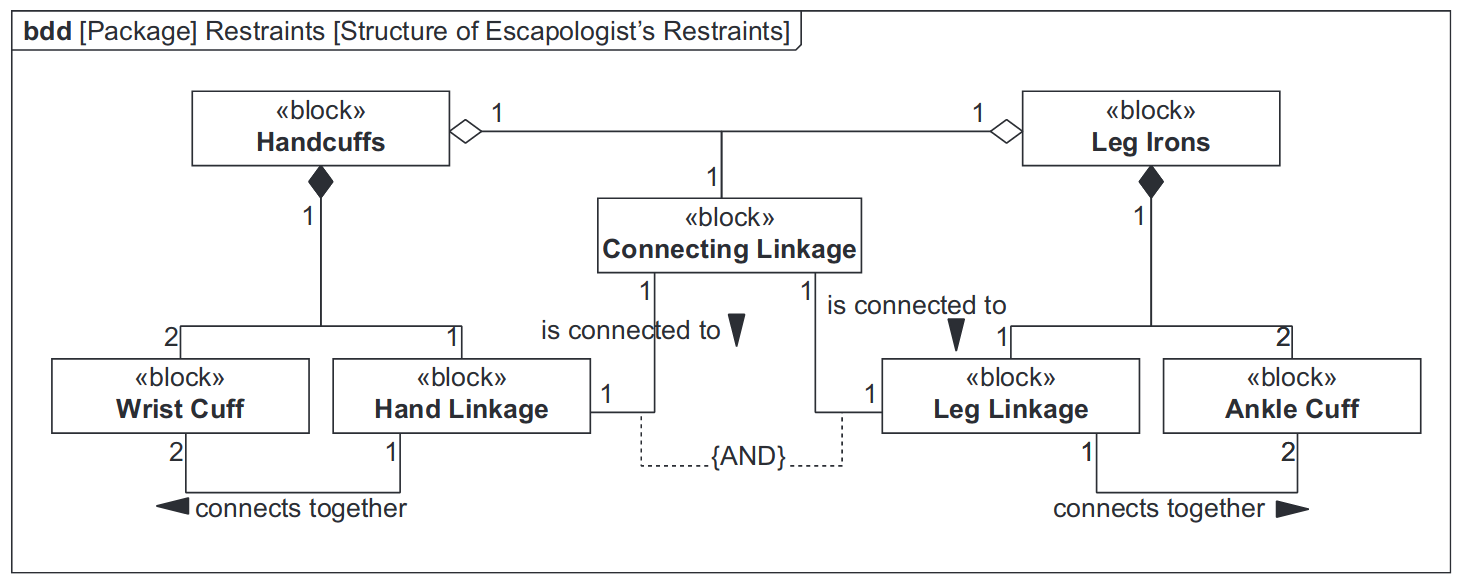 bdd [Package] Restraints [Structure of Escapologist’s Restraints]
«block»
Handcuffs
1
1
«block»
Leg Irons
1
1
1
«block»
Connecting Linkage
1
1
is connected to
is connected to
2
1
1
2
«block»
Wrist Cuff
«block»
Hand Linkage
1
1
«block»
Leg Linkage
«block»
Ankle Cuff
2
1
{AND}
1
2
connects together
connects together